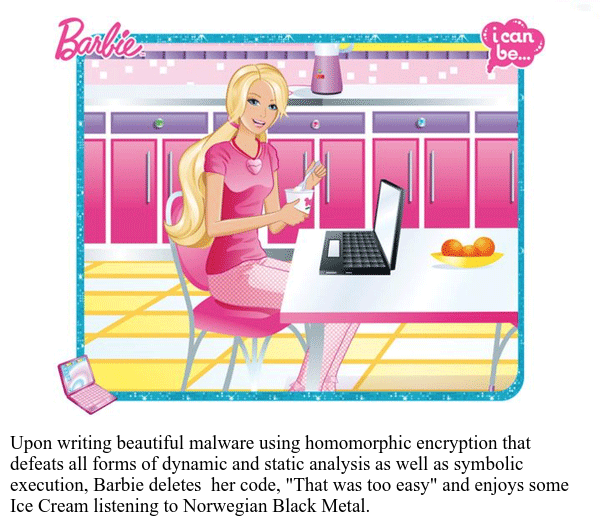 Barbie
i can
be...
Upon writing beautiful malware using homomorphic encryption that
defeats all forms of dynamic and static analysis as well as symbolic
execution, Barbie deletes  her code, "That was too easy" and enjoys some
Ice Cream listening to Norwegian Black Metal.